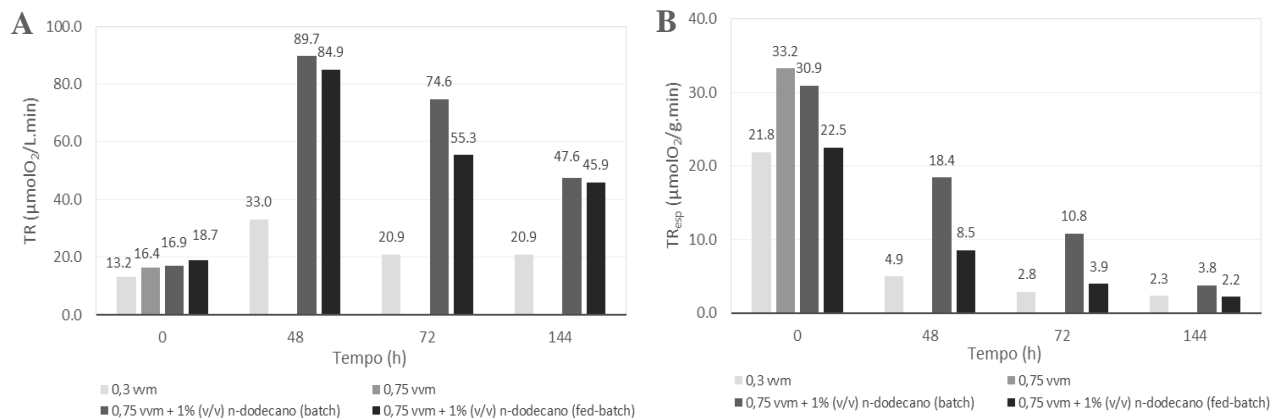 A
TR (µmolO₂/L.min)
100.0
80.0
60.0
40.0
20.0
0.0
13.2 16.4 16.9 18.7
33.0 89.7 84.9
20.9 74.6 55.3
20.9 47.6 45.9
0 48 72 144
Tempo (h)
0,3 vvm 0,75 vvm
0,75 vvm + 1% (v/v) n-dodecano (batch) 0,75 vvm + 1% (v/v) n-dodecano (fed-batch)
B
TResp (µmolO₂/g.min)
40.0
30.0
20.0
10.0
0.0
21.8 33.2 30.9 22.5
4.9 18.4 8.5
2.8 10.8 3.9
2.3 3.8 2.2
0 48 72 144
Tempo (h)
0,3 vvm 0,75 vvm
0,75 vvm + 1% (v/v) n-dodecano (batch) 0,75 vvm + 1% (v/v) n-dodecano (fed-batch)